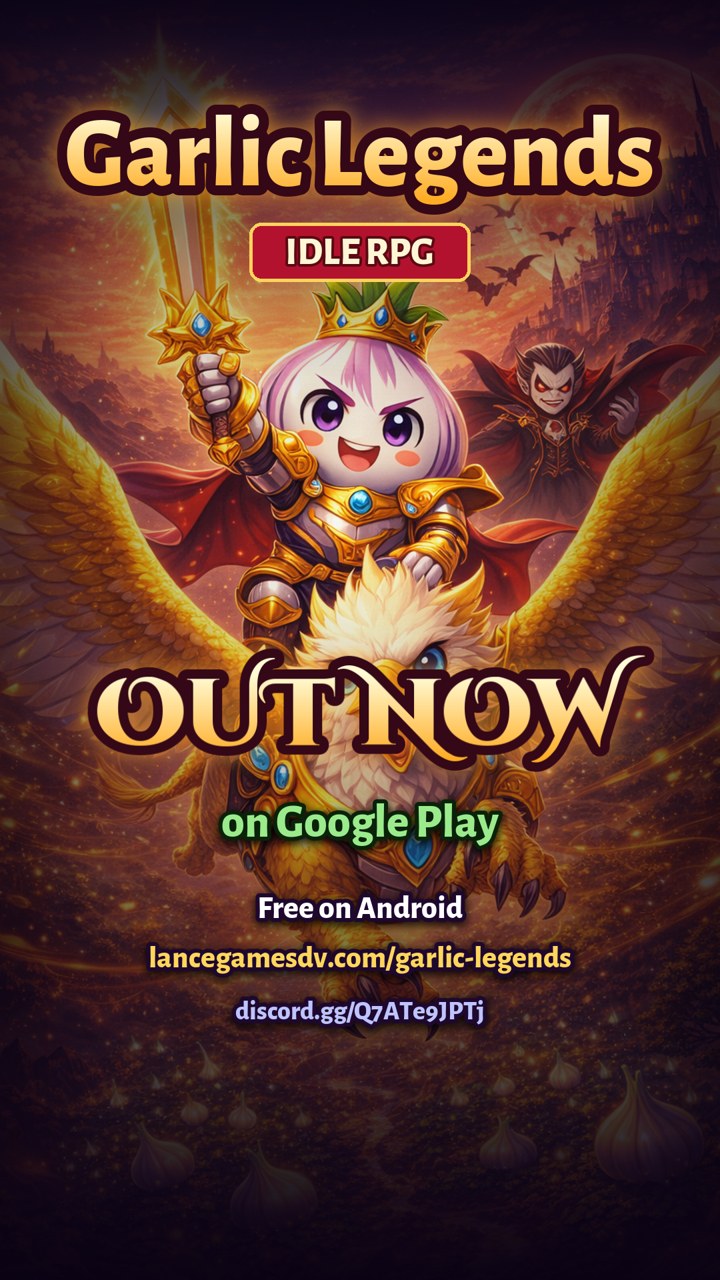 Garlic Legends
IDLE RPG
OUT NOW
on Google Play
Free on Android
lancegamesdv.com/garlic-legends
discord.gg/Q7ATe9JPTj